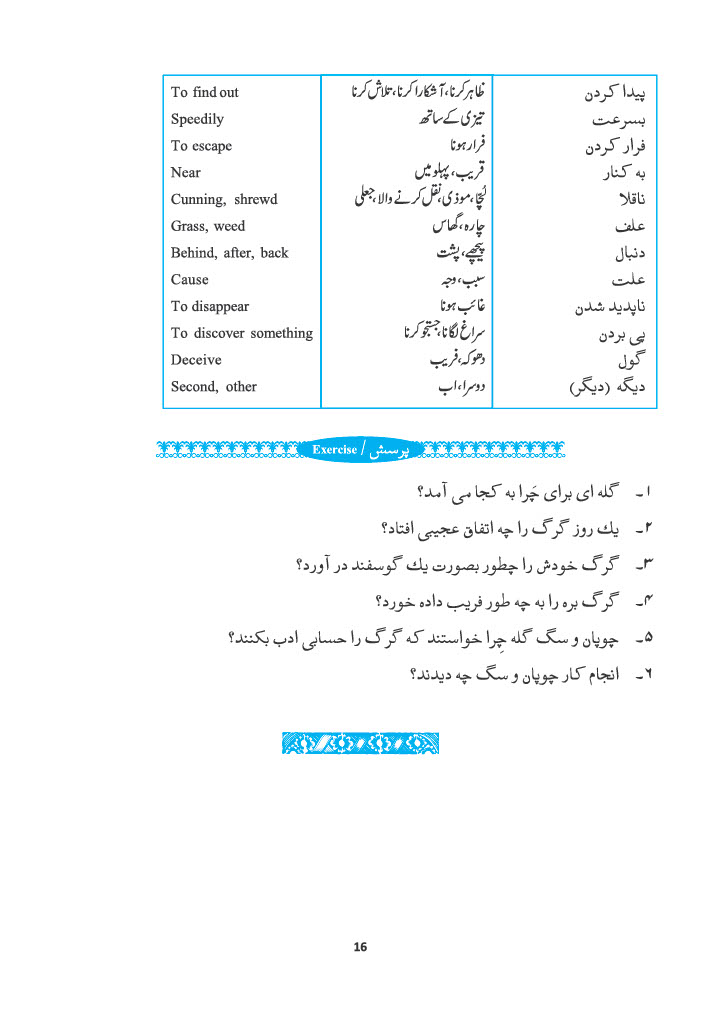 To find out ظاہر کرنا، آشکارا کرنا، تلاش کرنا پیدا کردن
Speedily تیزی کے ساتھ بسرعت
To escape فرار ہونا فرار کردن
Near قریب، پہلو میں به کنار
Cunning, shrewd لُچّا، موذی، نقل کرنے والا، جعلی ناقلا
Grass, weed چارہ، گھاس علف
Behind, after, back پیچھے، پشت دنبال
Cause سبب، وجہ علت
To disappear غائب ہونا ناپدید شدن
To discover something سراغ لگانا، جستجو کرنا پی بردن
Deceive دھوکہ، فریب گول
Second, other دوسرا، اب دیگه (دیگر)
Exercise / پرسش
۱۔ گله ای برای چَرا به کجا می آمد؟
۲۔ یك روز گرگ را چه اتفاق عجیبی افتاد؟
۳۔ گرگ خودش را چطور بصورت یك گوسفند در آورد؟
۴۔ گرگ بره را به چه طور فریب داده خورد؟
۵۔ چوپان و سگ گله چِرا خواستند که گرگ را حسابی ادب بکنند؟
۶۔ انجام کار چوپان و سگ چه دیدند؟
16